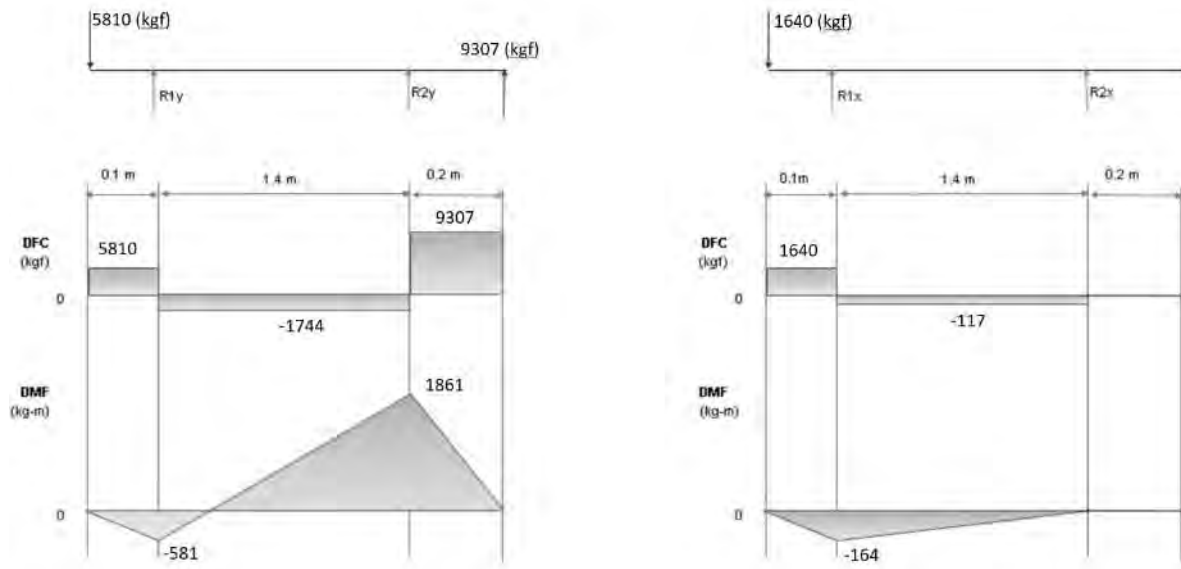 5810 (kgf)
9307 (kgf)
R1y
R2y
0.1 m
1.4 m
0.2 m
9307
DFC
(kgf)
5810
0
-1744
DMF
(kg-m)
1861
0
-581
1640 (kgf)
R1x
R2x
0.1m
1.4 m
0.2 m
DFC
(kgf)
1640
0
-117
DMF
(kg-m)
0
-164